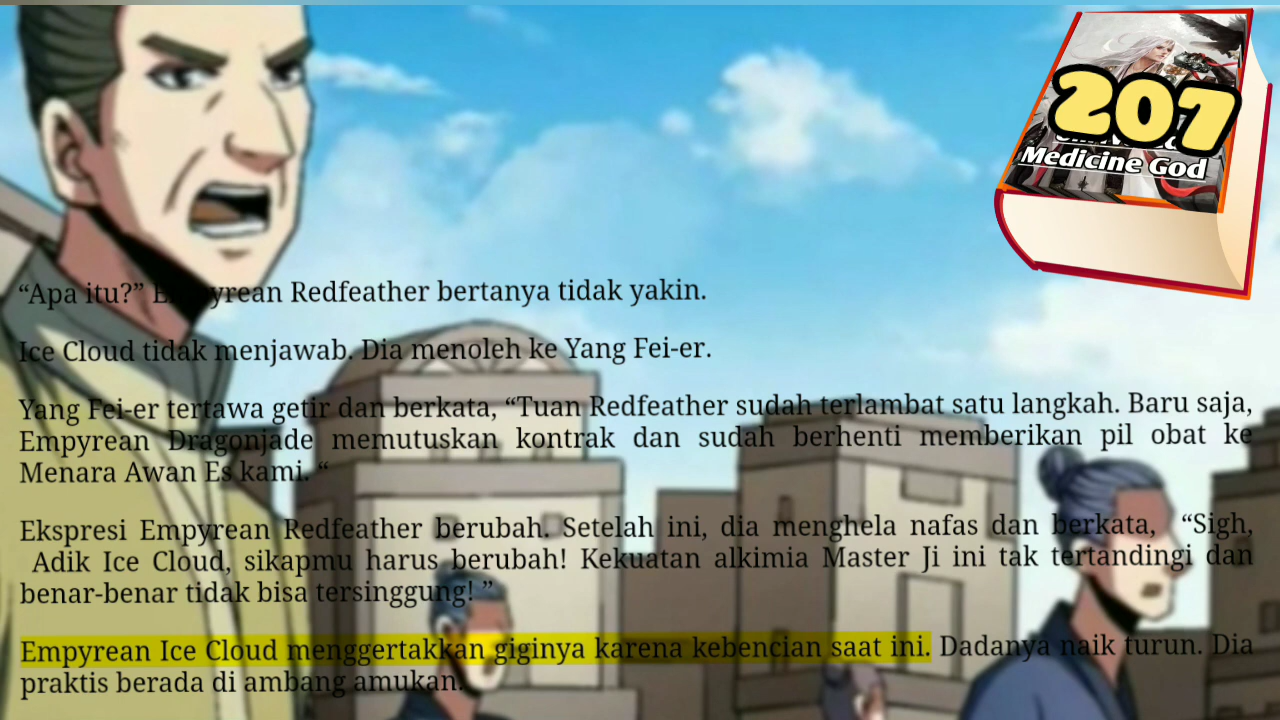 207
Medicine God
“Apa itu?” Empyrean Redfeather bertanya tidak yakin.
Ice Cloud tidak menjawab. Dia menoleh ke Yang Fei-er.
Yang Fei-er tertawa getir dan berkata, “Tuan Redfeather sudah terlambat satu langkah. Baru saja,
Empyrean Dragonjade memutuskan kontrak dan sudah berhenti memberikan pil obat ke
Menara Awan Es kami. “
Ekspresi Empyrean Redfeather berubah. Setelah ini, dia menghela nafas dan berkata, “Sigh,
Adik Ice Cloud, sikapmu harus berubah! Kekuatan alkimia Master Ji ini tak tertandingi dan
benar-benar tidak bisa tersinggung! ”
Empyrean Ice Cloud menggertakkan giginya karena kebencian saat ini. Dadanya naik turun. Dia
praktis berada di ambang amukan.